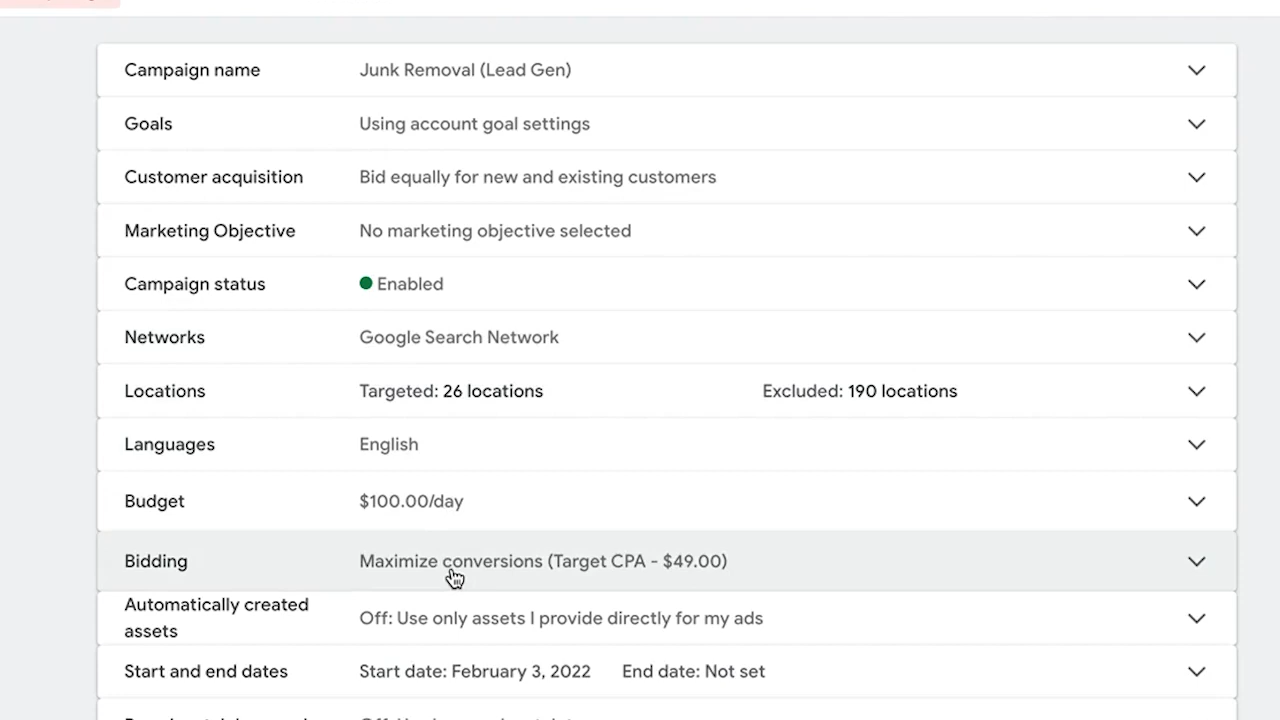 Campaign name Junk Removal (Lead Gen)
Goals Using account goal settings
Customer acquisition Bid equally for new and existing customers
Marketing Objective No marketing objective selected
Campaign status Enabled
Networks Google Search Network
Locations Targeted: 26 locations Excluded: 190 locations
Languages English
Budget $100.00/day
Bidding Maximize conversions (Target CPA - $49.00)
Automatically created
assets
Off: Use only assets I provide directly for my ads
Start and end dates Start date: February 3, 2022 End date: Not set